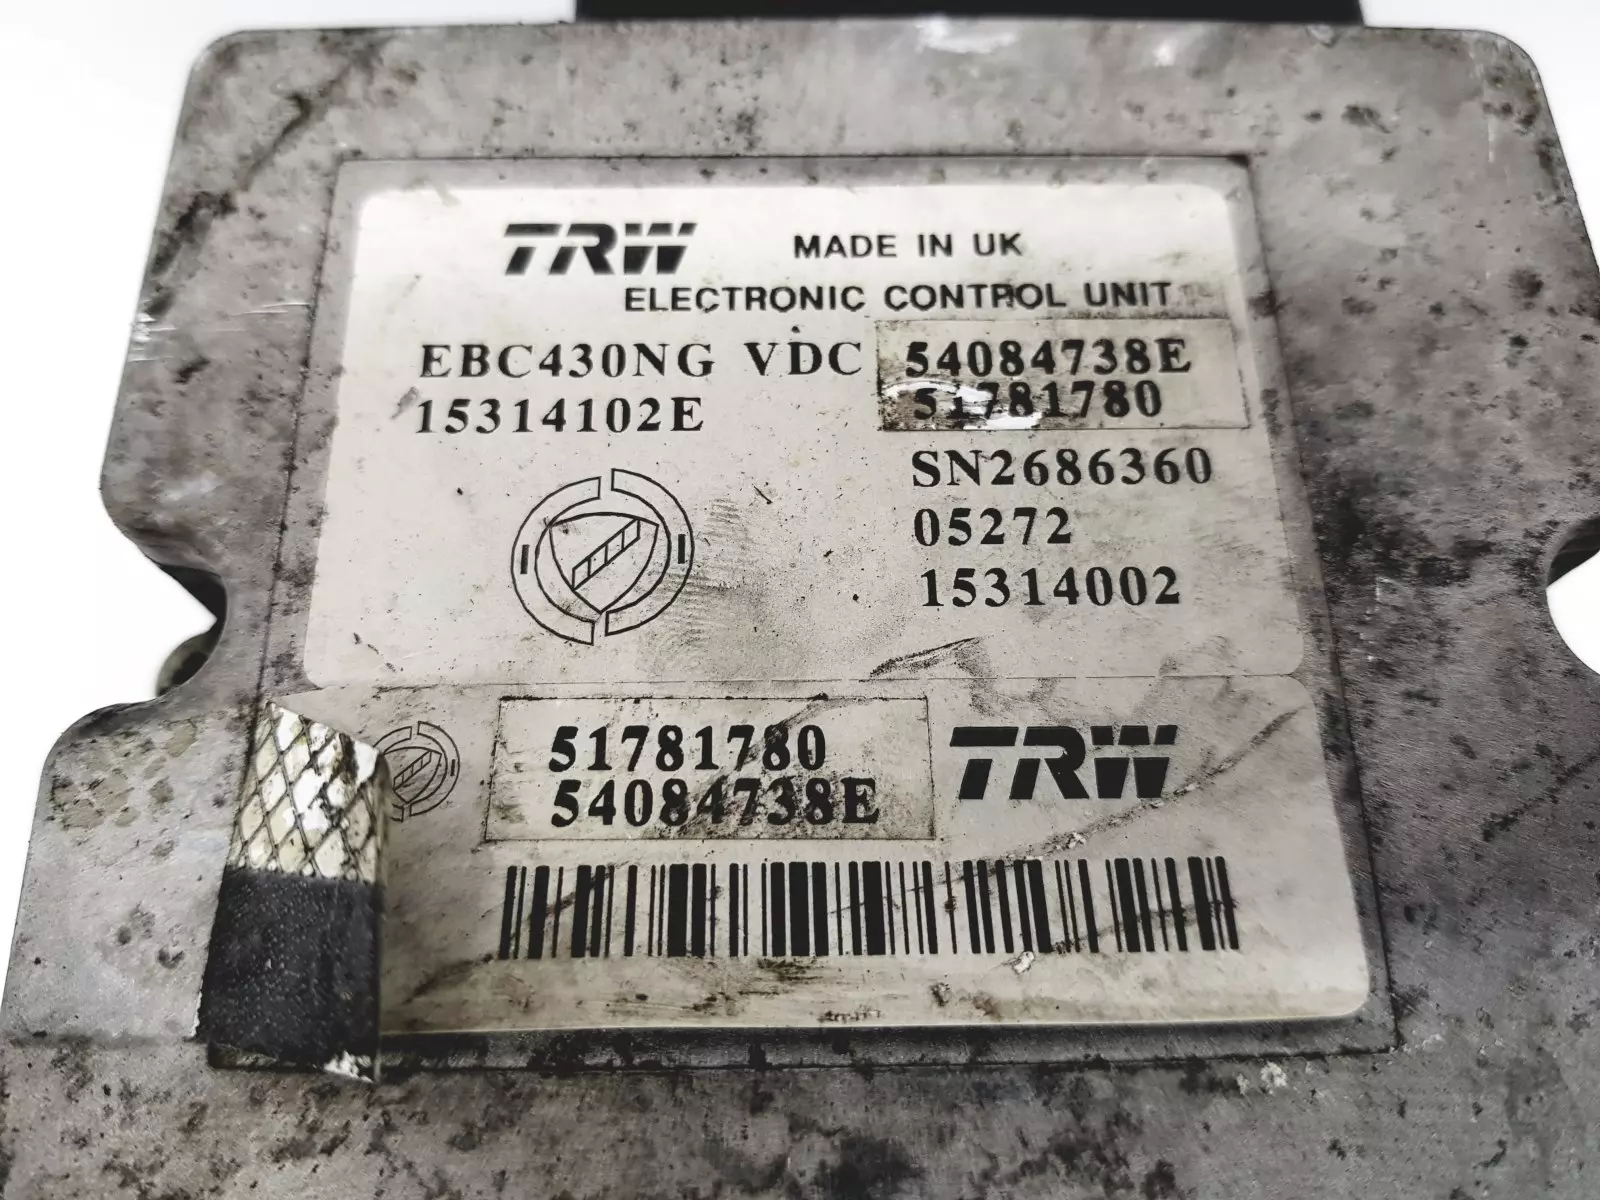 TRW MADE IN UK
ELECTRONIC CONTROL UNIT
EBC430NG VDC 54084738E
15314102E 51781780
SN2686360
05272
15314002
51781780
54084738E
TRW